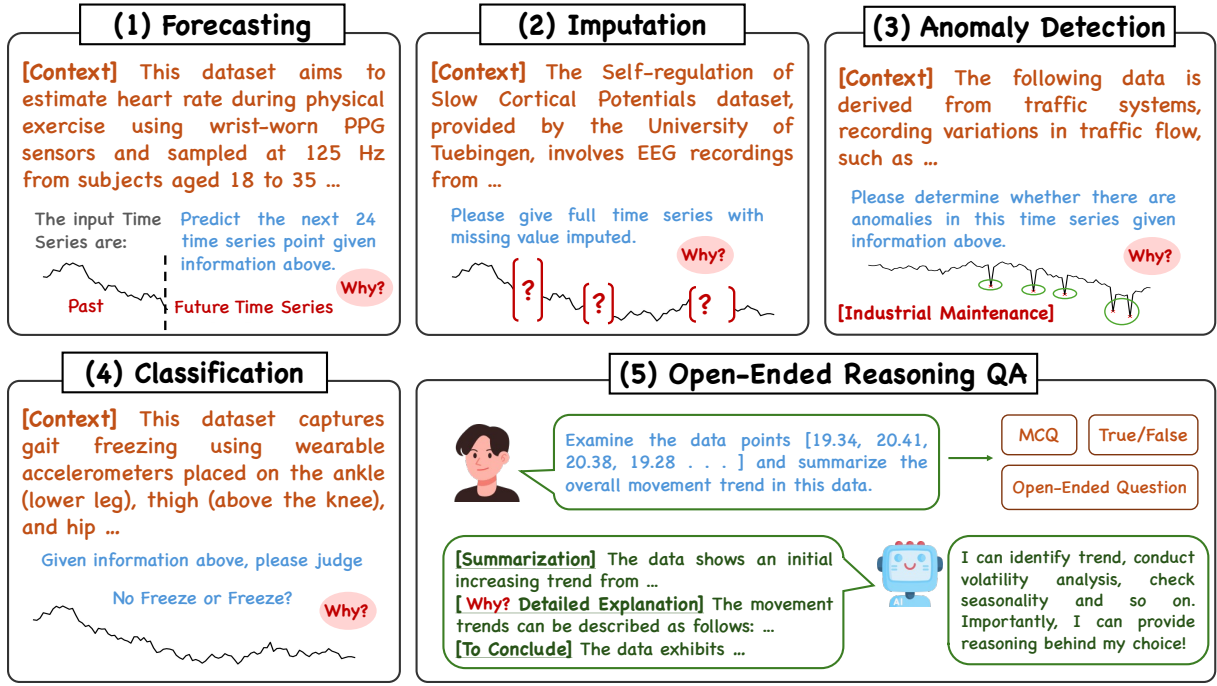 (1) Forecasting
[Context] This dataset aims to
estimate heart rate during physical
exercise using wrist-worn PPG
sensors and sampled at 125 Hz
from subjects aged 18 to 35 ...
The input Time
Series are:
Predict the next 24
time series point given
information above.
Why?
Past
Future Time Series
(2) Imputation
[Context] The Self-regulation of
Slow Cortical Potentials dataset,
provided by the University of
Tuebingen, involves EEG recordings
from ...
Please give full time series with
missing value imputed.
Why?
?
?
?
(3) Anomaly Detection
[Context] The following data is
derived from traffic systems,
recording variations in traffic flow,
such as ...
Please determine whether there are
anomalies in this time series given
information above.
Why?
[Industrial Maintenance]
(4) Classification
[Context] This dataset captures
gait freezing using wearable
accelerometers placed on the ankle
(lower leg), thigh (above the knee),
and hip ...
Given information above, please judge
No Freeze or Freeze?
Why?
(5) Open-Ended Reasoning QA
Examine the data points [19.34, 20.41,
20.38, 19.28 . . . ] and summarize the
overall movement trend in this data.
MCQ
True/False
Open-Ended Question
[Summarization] The data shows an initial
increasing trend from ...
[ Why? Detailed Explanation] The movement
trends can be described as follows: ...
[To Conclude] The data exhibits ...
AI
I can identify trend, conduct
volatility analysis, check
seasonality and so on.
Importantly, I can provide
reasoning behind my choice!